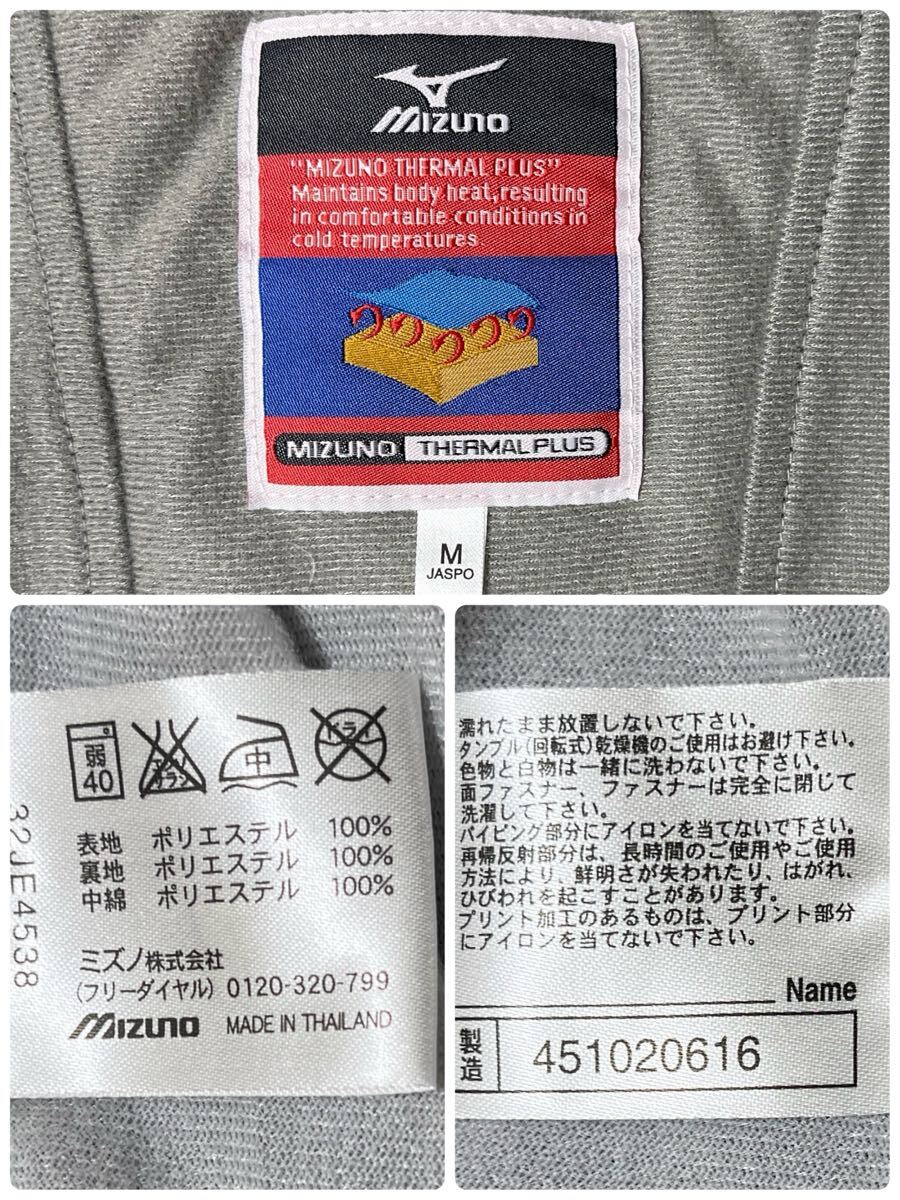 MIZUNO
"MIZUNO THERMAL PLUS"
Maintains body heat,resulting
in comfortable conditions in
cold temperatures.
MIZUNO THERMAL PLUS
M
JASPO
弱
40
エンソ
サラシ
中
ドライ
表地 ポリエステル 100%
裏地 ポリエステル 100%
中綿 ポリエステル 100%
32JE4538
ミズノ株式会社
(フリーダイヤル) 0120-320-799
MIZUNO MADE IN THAILAND
濡れたまま放置しないで下さい。
タンブル(回転式)乾燥機のご使用はお避け下さい。
色物と白物は一緒に洗わないで下さい。
面ファスナー、ファスナーは完全に閉じて
洗濯して下さい。
パイピング部分にアイロンを当てないで下さい。
再帰反射部分は、長時間のご使用やご使用
方法により、鮮明さが失われたり、はがれ、
ひびわれを起こすことがあります。
プリント加工のあるものは、プリント部分
にアイロンを当てないで下さい。
Name
製造 451020616